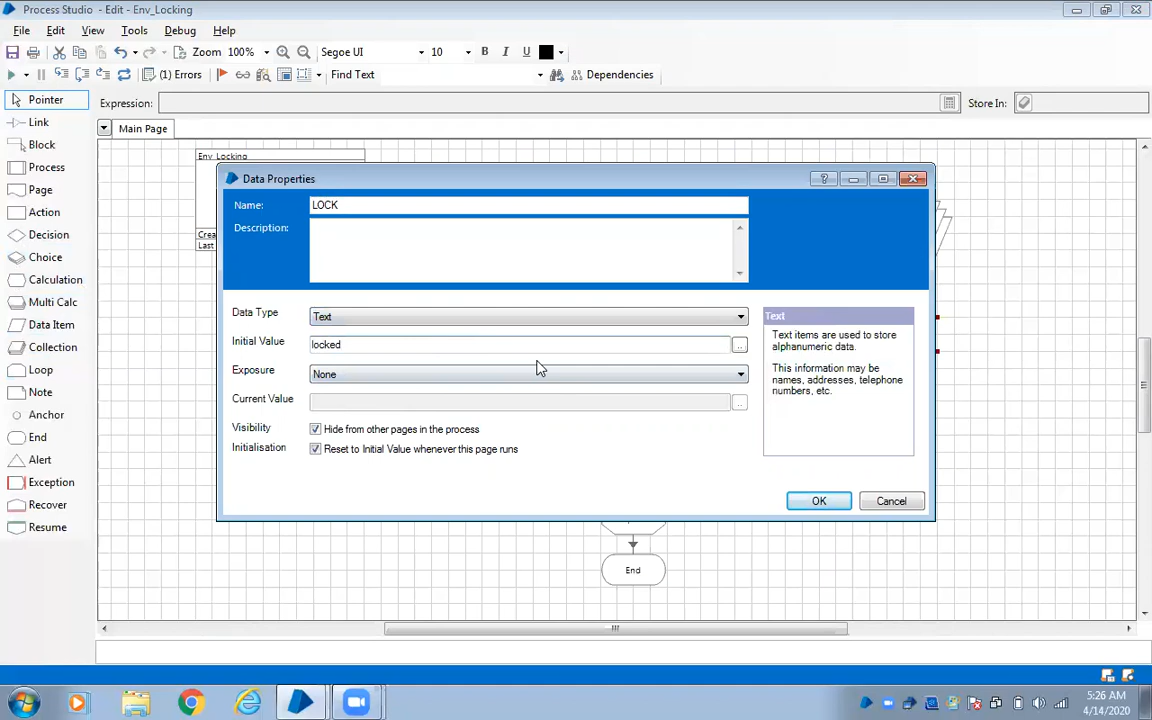 Process Studio - Edit - Env_Locking
File Edit View Tools Debug Help
Zoom 100% Segoe UI 10 B I U
(1) Errors Find Text Dependencies
Pointer Expression: Store In:
Link Main Page
Block
Process
Page
Action
Decision
Choice
Calculation
Multi Calc
Data Item
Collection
Loop
Note
Anchor
End
Alert
Exception
Recover
Resume
Env_Locking
Crea
Last
Data Properties
Name: LOCK
Description:
Data Type Text
Initial Value locked
Exposure None
Current Value
Visibility Hide from other pages in the process
Initialisation Reset to Initial Value whenever this page runs
Text
Text items are used to store
alphanumeric data.
This information may be
names, addresses, telephone
numbers, etc.
OK Cancel
End
5:26 AM
4/14/2020